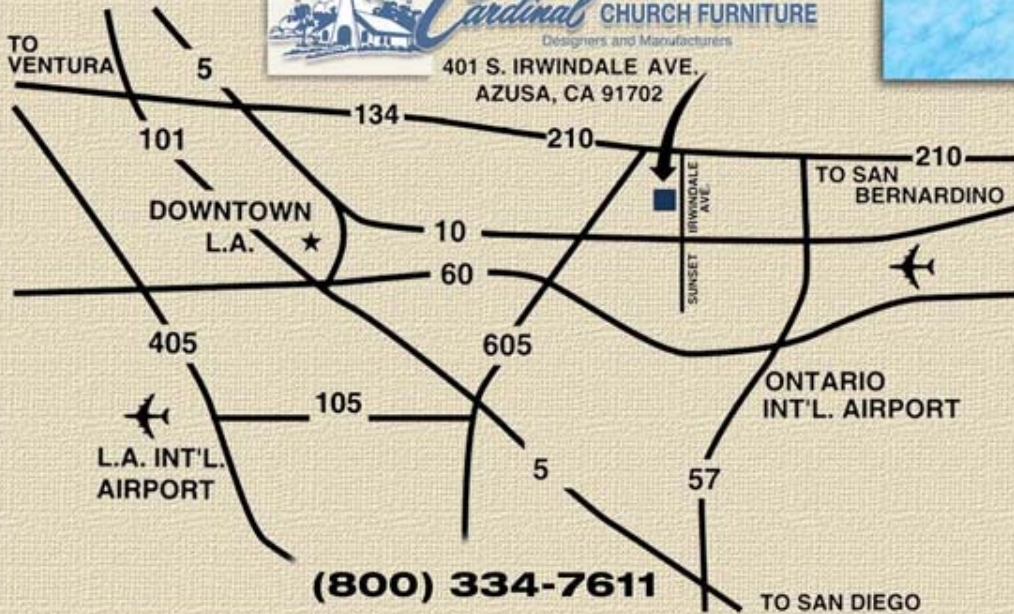 Cardinal CHURCH FURNITURE
Designers and Manufacturers
401 S. IRWINDALE AVE.
AZUSA, CA 91702
TO
VENTURA
5
134
210
101
210
TO SAN
BERNARDINO
IRWINDALE
AVE.
DOWNTOWN
L.A.
10
60
SUNSET
405
605
ONTARIO
INT'L. AIRPORT
105
L.A. INT'L.
AIRPORT
5
57
(800) 334-7611
TO SAN DIEGO